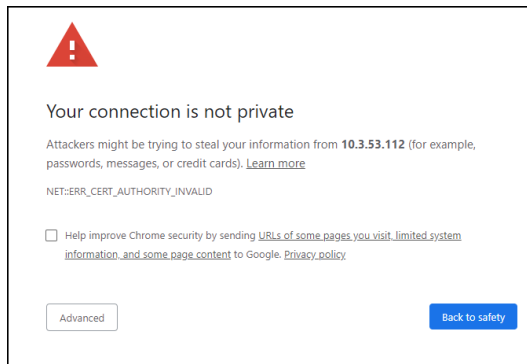 Your connection is not private
Attackers might be trying to steal your information from 10.3.53.112 (for example,
passwords, messages, or credit cards). Learn more
NET::ERR_CERT_AUTHORITY_INVALID
Help improve Chrome security by sending URLs of some pages you visit, limited system
information, and some page content to Google. Privacy policy
Advanced
Back to safety